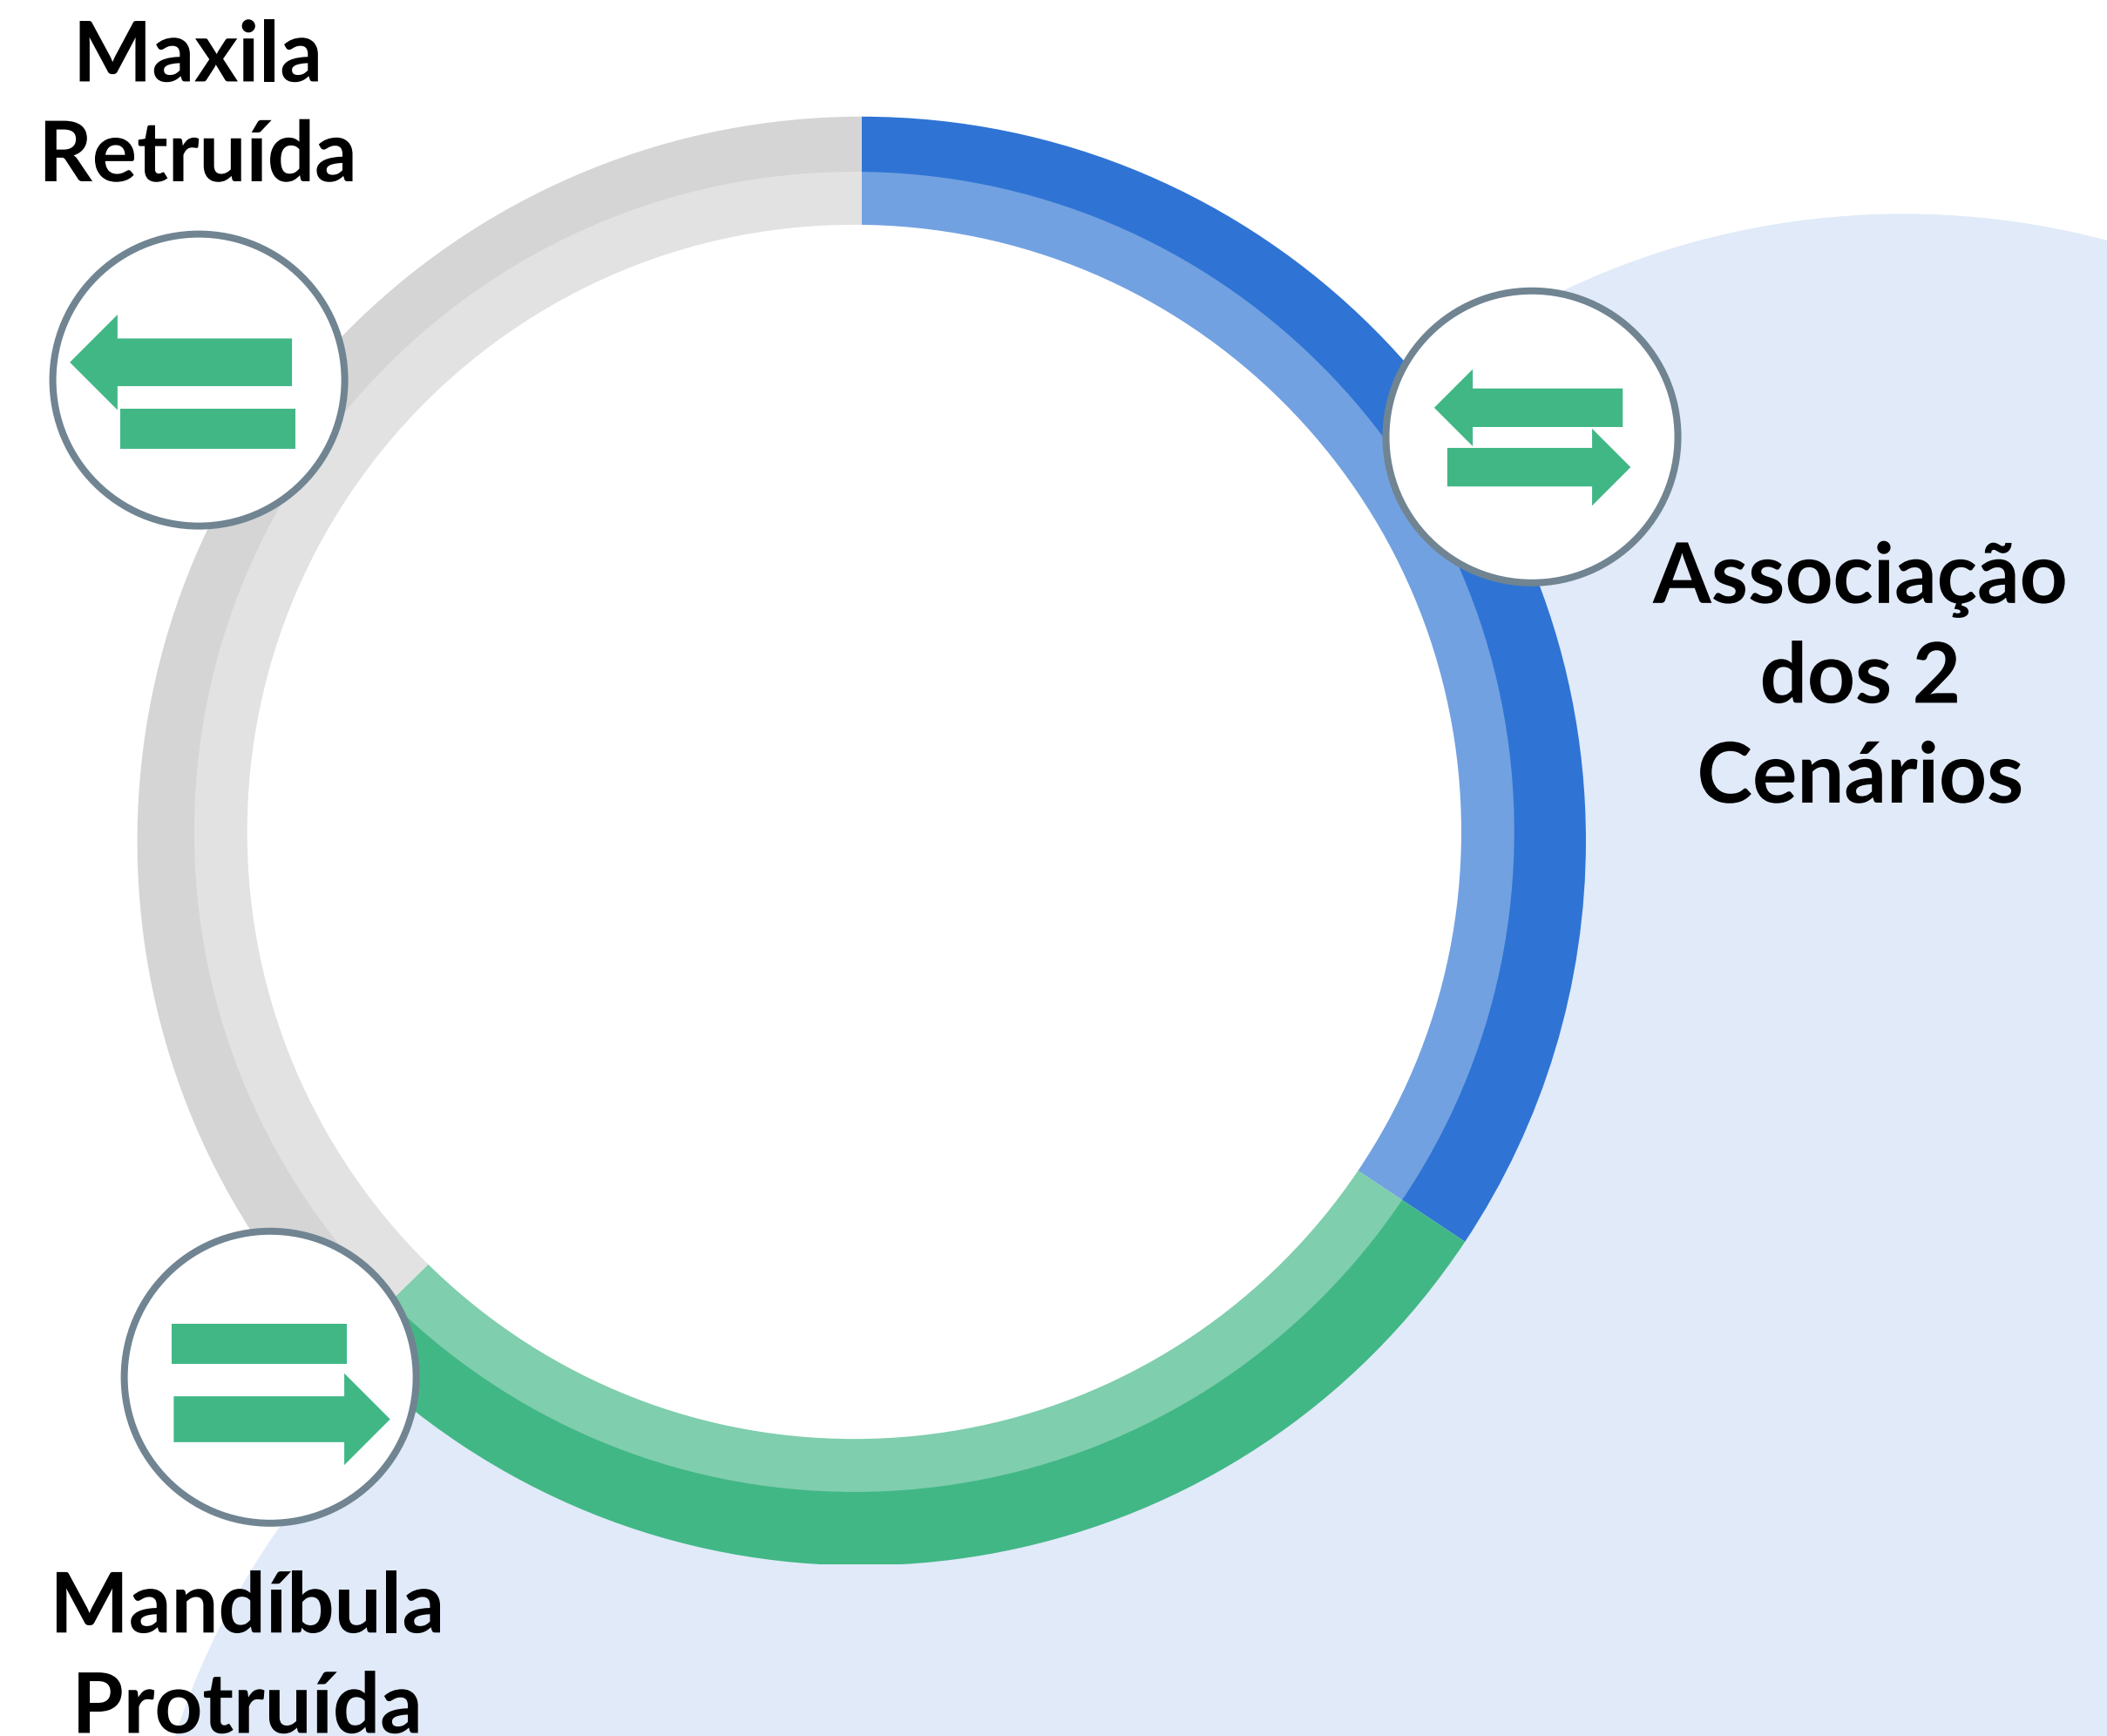 Maxila
Retruída
Associação
dos 2
Cenários
Mandíbula
Protruída